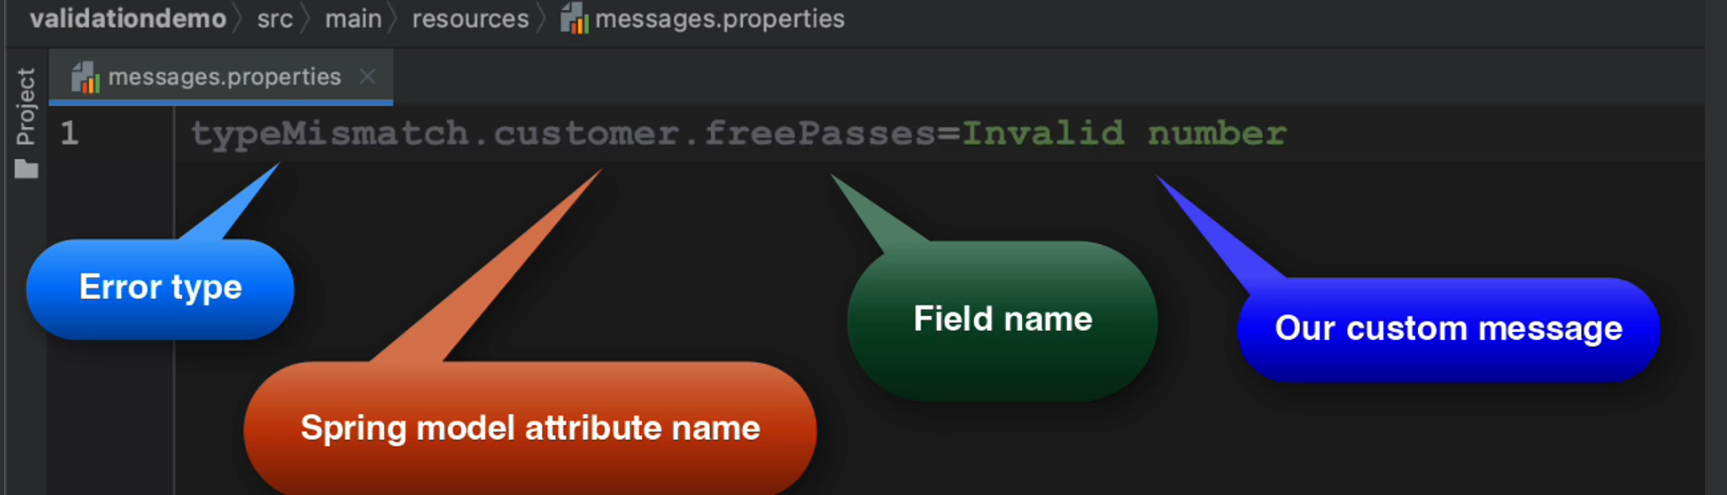 validationdemo src main resources messages.properties
Project
messages.properties
1 typeMismatch.customer.freePasses=Invalid number
Error type
Spring model attribute name
Field name
Our custom message